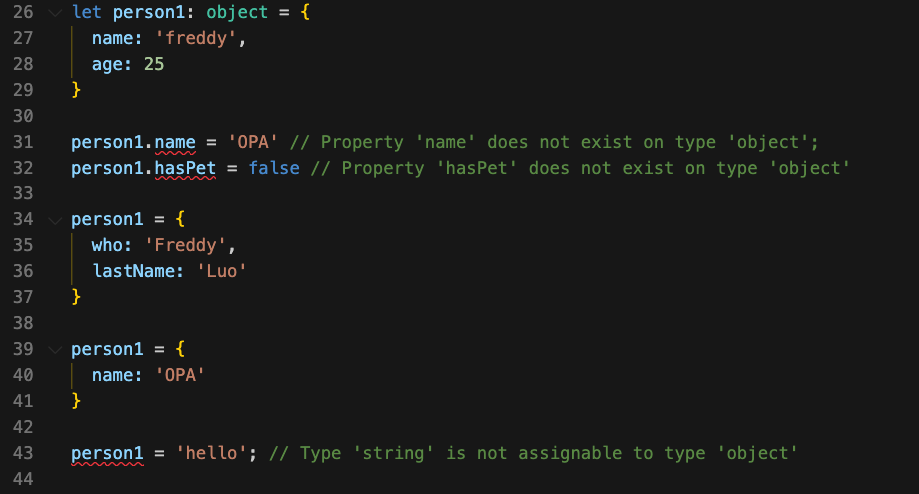 26 let person1: object = {
27   name: 'freddy',
28   age: 25
29 }
30
31 person1.name = 'OPA' // Property 'name' does not exist on type 'object';
32 person1.hasPet = false // Property 'hasPet' does not exist on type 'object'
33
34 person1 = {
35   who: 'Freddy',
36   lastName: 'Luo'
37 }
38
39 person1 = {
40   name: 'OPA'
41 }
42
43 person1 = 'hello'; // Type 'string' is not assignable to type 'object'
44